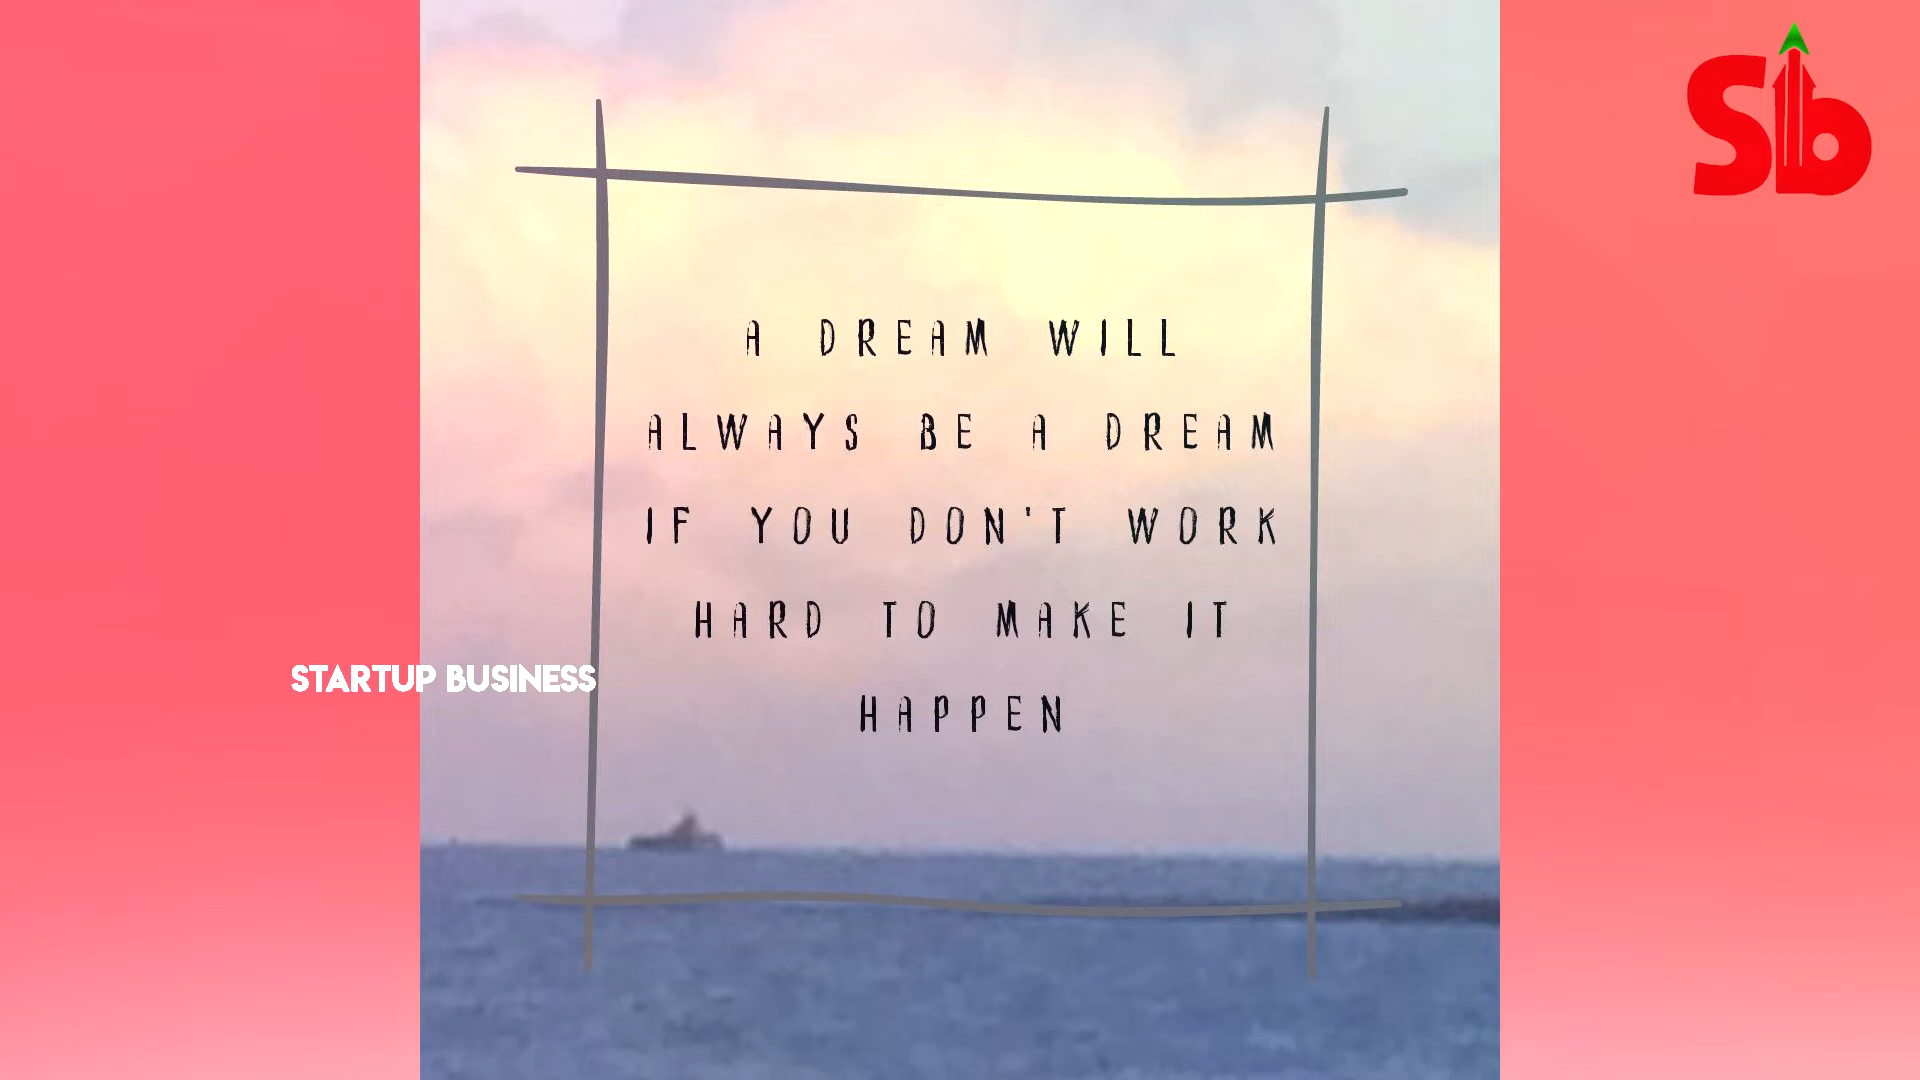 Sb
A DREAM WILL
ALWAYS BE A DREAM
IF YOU DON'T WORK
HARD TO MAKE IT
HAPPEN
STARTUP BUSINESS